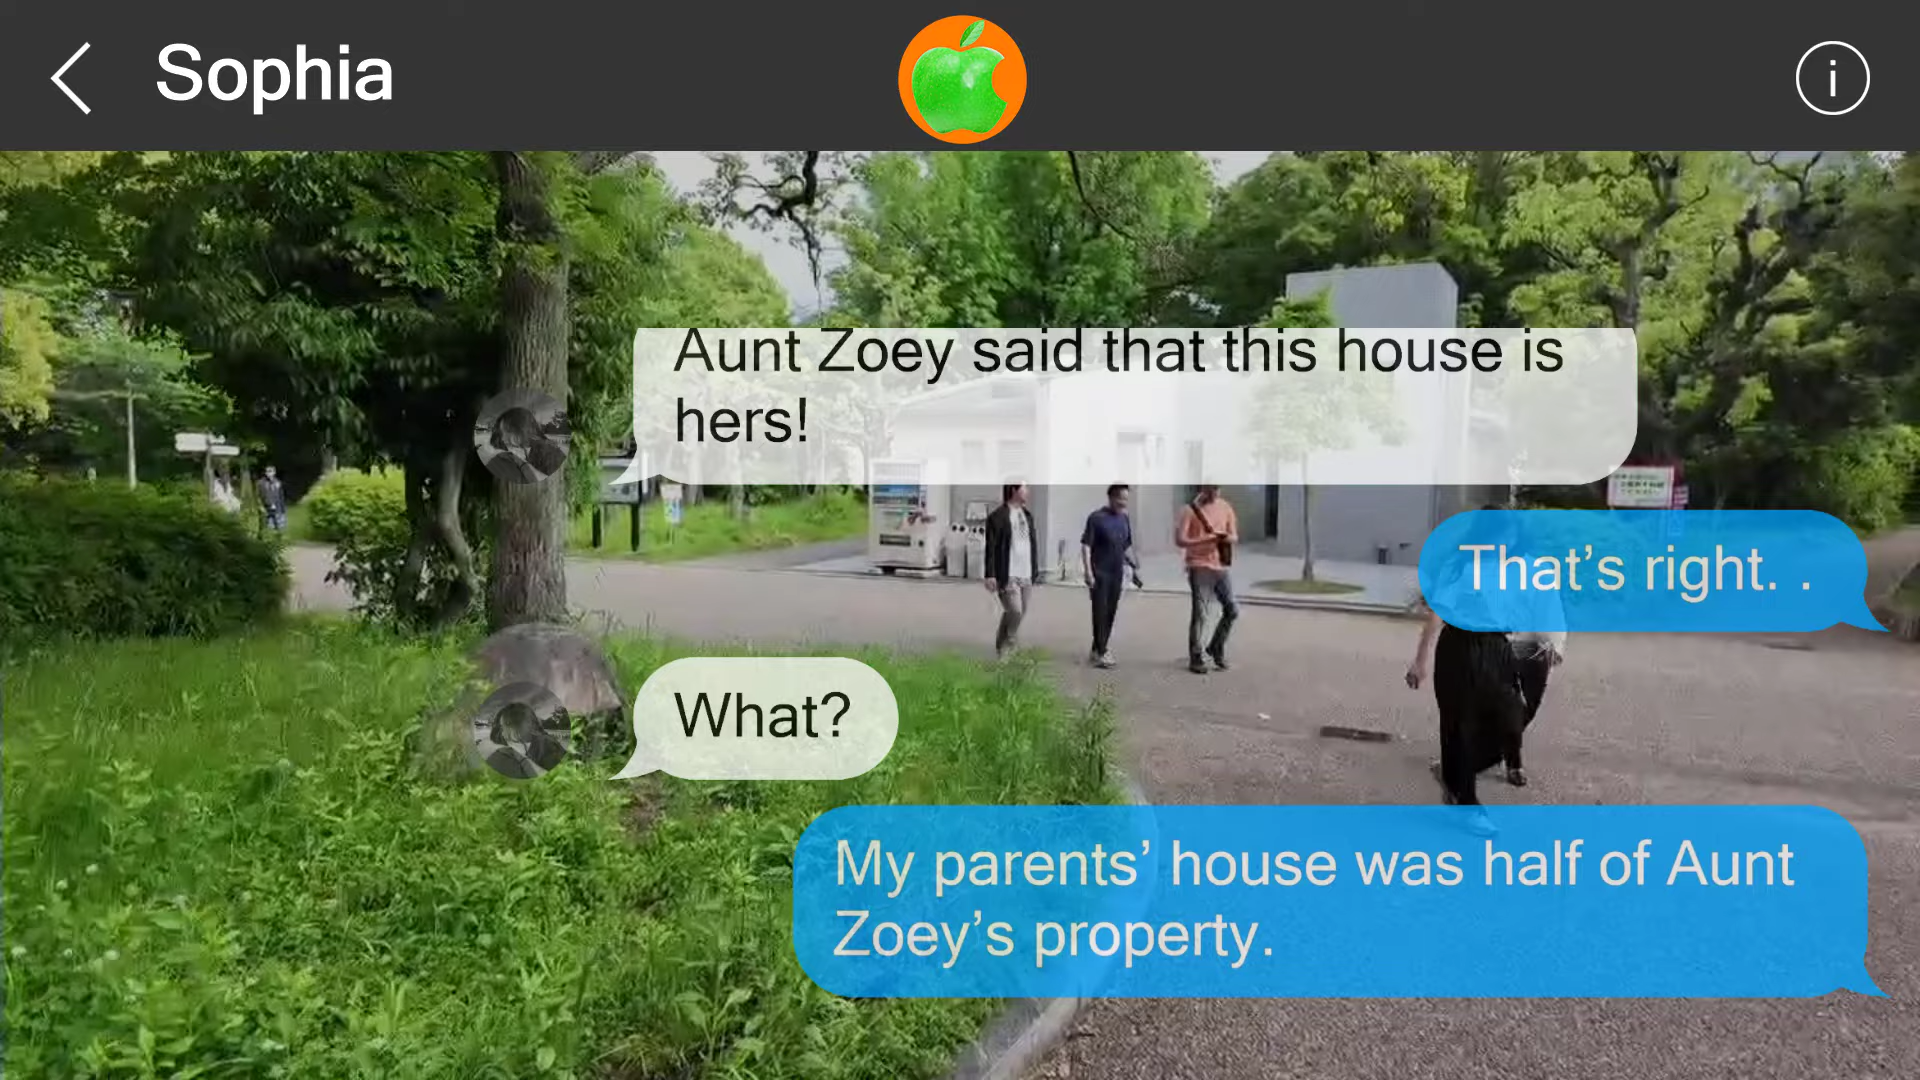 Sophia
Aunt Zoey said that this house is
hers!
That’s right. .
What?
My parents’ house was half of Aunt
Zoey’s property.